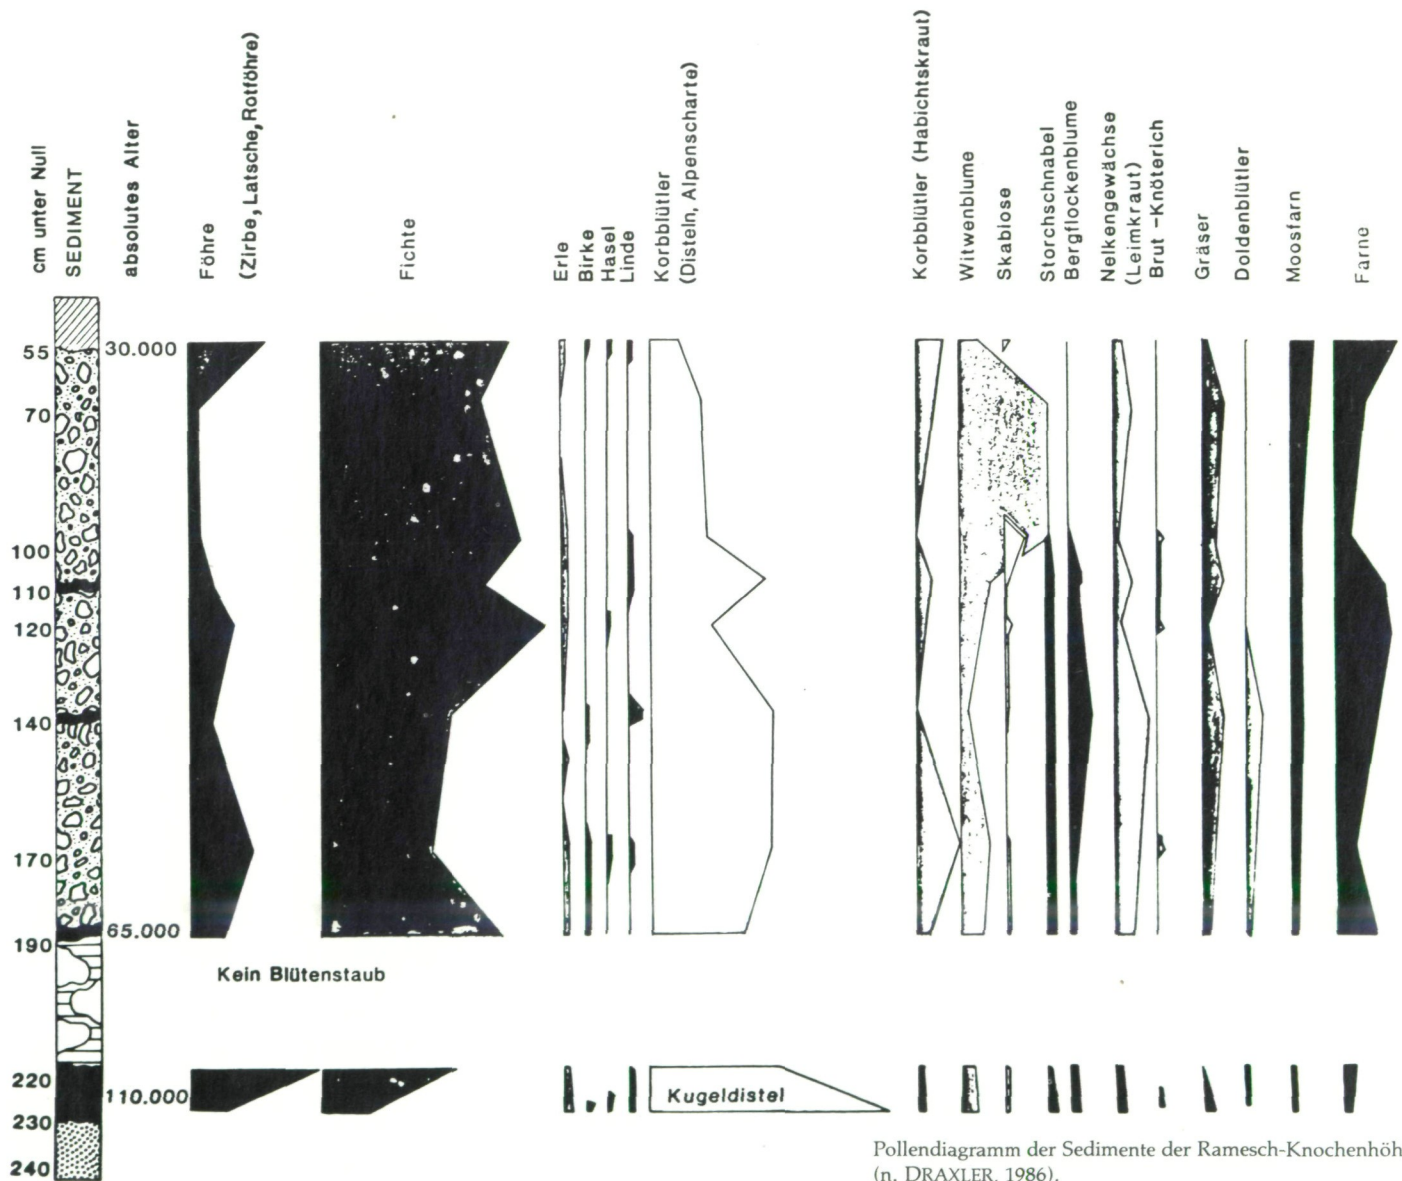 cm unter Null
SEDIMENT
absolutes Alter
Föhre
(Zirbe, Latsche, Rotföhre)
Fichte
Erle
Birke
Hasel
Linde
Korbblütler
(Disteln, Alpenscharte)
Korbblütler (Habichtskraut)
Witwenblume
Skabiose
Storchschnabel
Bergflockenblume
Nelkengewächse
(Leimkraut)
Brut -Knöterich
Gräser
Doldenblütler
Moosfarn
Farne
55
30.000
70
100
110
120
140
170
65.000
190
Kein Blütenstaub
220
110.000
Kugeldistel
230
240
Pollendiagramm der Sedimente der Ramesch-Knochenhöh
(n. DRAXLER, 1986).